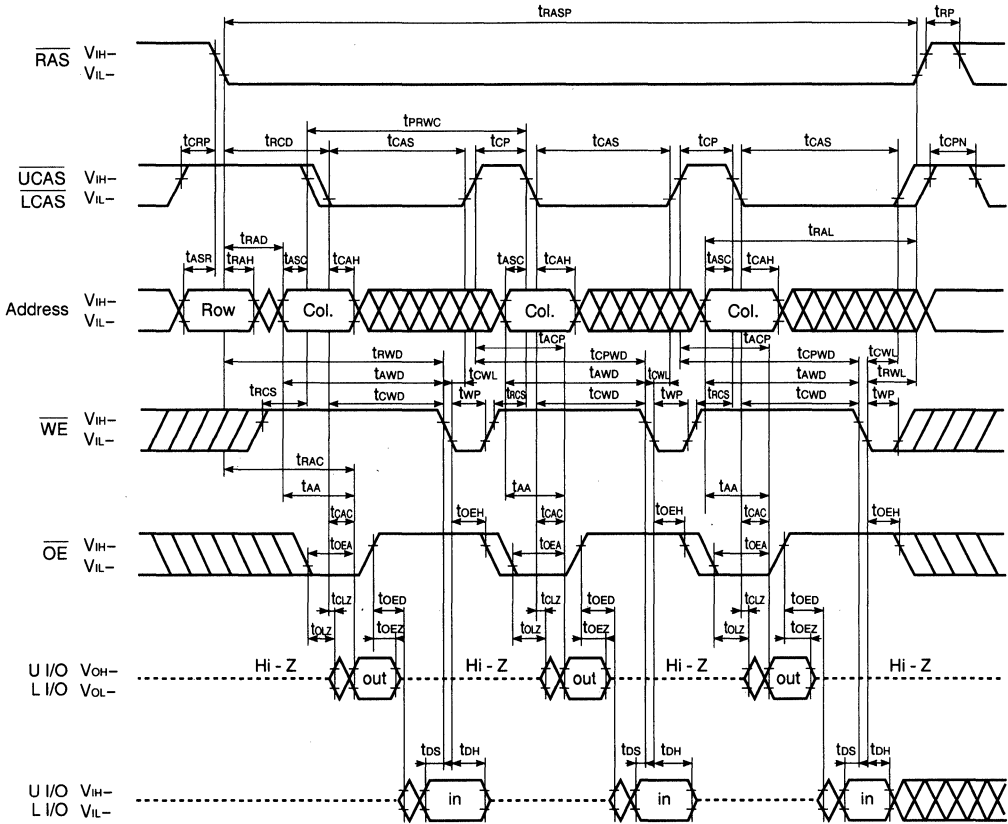 tRASP tRP
RAS VIH–
VIL–
tPRWC
tCRP tRCD tCAS tCP tCAS tCP tCAS tCPN
UCAS VIH–
LCAS VIL–
tRAD tRAL
tASR tRAH tASC tCAH tASC tCAH tASC tCAH
Address VIH–
VIL–
Row Col. Col. Col.
tACP tACP
tRWD tCPWD tCPWD tCWL
tAWD tCWL tAWD tCWL tAWD tRWL
tRCS tCWD tWP tRCS tCWD tWP tRCS tCWD tWP
WE VIH–
VIL–
tRAC
tAA tAA tAA
tCAC tOEH tCAC tOEH tCAC tOEH
OE VIH–
VIL–
tOEA tOEA tOEA
tCLZ tOED tCLZ tOED tCLZ tOED
tOLZ tOEZ tOLZ tOEZ tOLZ tOEZ
U I/O VOH–
L I/O VOL–
Hi - Z out Hi - Z out Hi - Z out Hi - Z
tDS tDH tDS tDH tDS tDH
U I/O VIH–
L I/O VIL–
in in in